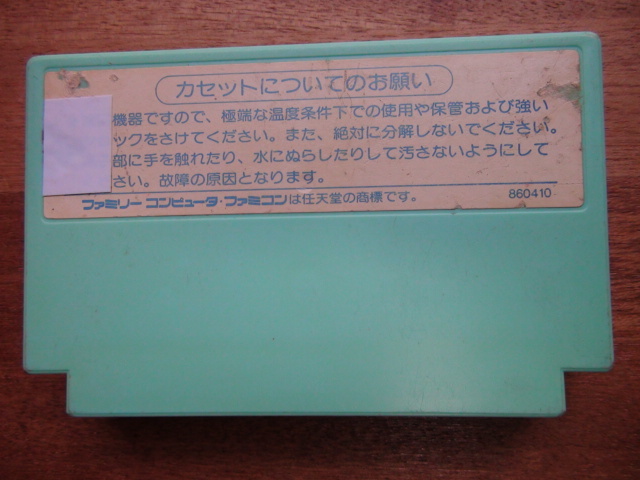 カセットについてのお願い
機器ですので、極端な温度条件下での使用や保管および強い
ックをさけてください。また、絶対に分解しないでください。
部に手を触れたり、水にぬらしたりして汚さないようにして
さい。故障の原因となります。
ファミリーコンピュータ・ファミコンは任天堂の商標です。 860410